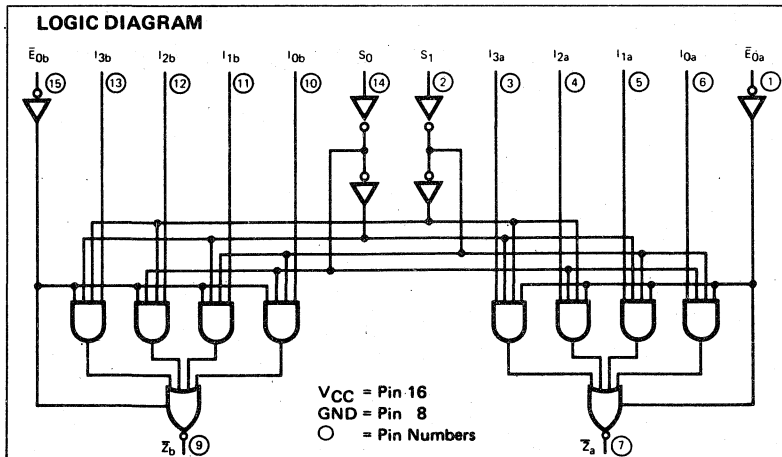 LOGIC DIAGRAM
Ē0b I3b I2b I1b I0b S0 S1 I3a I2a I1a I0a Ē0a
15 13 12 11 10 14 2 3 4 5 6 1
VCC = Pin 16
GND = Pin 8
○ = Pin Numbers
Z̄b 9 Z̄a 7